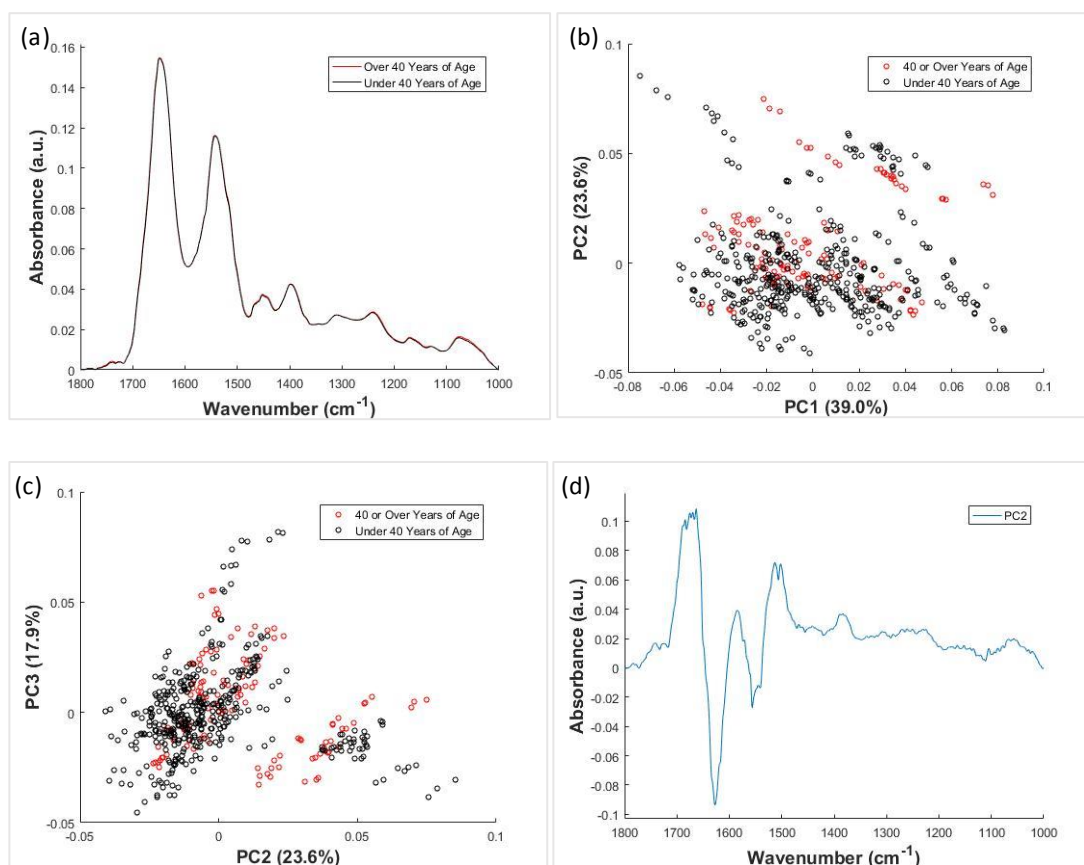 (a)
0.16
0.14
0.12
0.1
0.08
0.06
0.04
0.02
0
Absorbance (a.u.)
Over 40 Years of Age
Under 40 Years of Age
1800 1700 1600 1500 1400 1300 1200 1100 1000
Wavenumber (cm⁻¹)
(b)
0.1
0.05
0
-0.05
PC2 (23.6%)
40 or Over Years of Age
Under 40 Years of Age
-0.08 -0.06 -0.04 -0.02 0 0.02 0.04 0.06 0.08 0.1
PC1 (39.0%)
(c)
0.1
0.05
0
-0.05
PC3 (17.9%)
40 or Over Years of Age
Under 40 Years of Age
-0.05 0 0.05 0.1
PC2 (23.6%)
(d)
0.1
0.08
0.06
0.04
0.02
0
-0.02
-0.04
-0.06
-0.08
-0.1
Absorbance (a.u.)
PC2
1800 1700 1600 1500 1400 1300 1200 1100 1000
Wavenumber (cm⁻¹)